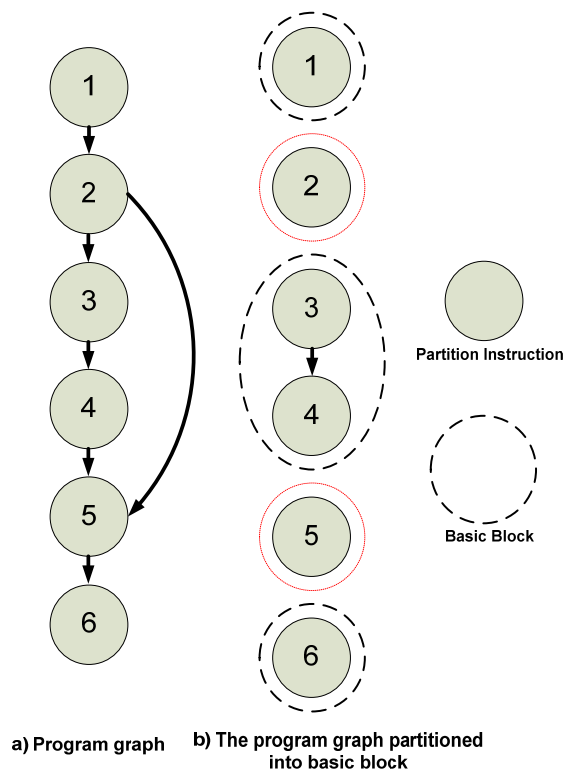 1
2
3
4
5
6
a) Program graph
1
2
3
4
5
6
b) The program graph partitioned
into basic block
Partition Instruction
Basic Block